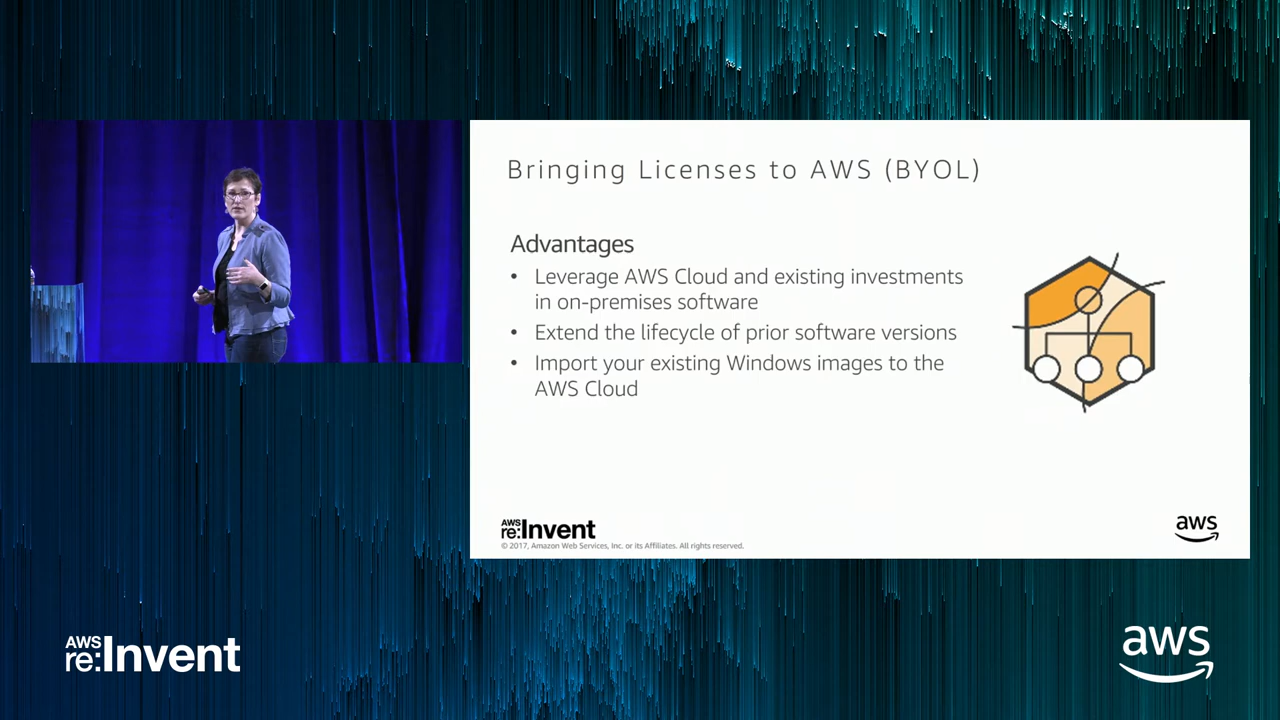 Bringing Licenses to AWS (BYOL)
Advantages
• Leverage AWS Cloud and existing investments
in on-premises software
• Extend the lifecycle of prior software versions
• Import your existing Windows images to the
AWS Cloud
AWS
re:Invent
© 2017, Amazon Web Services, Inc. or its Affiliates. All rights reserved.
aws
AWS
re:Invent
aws